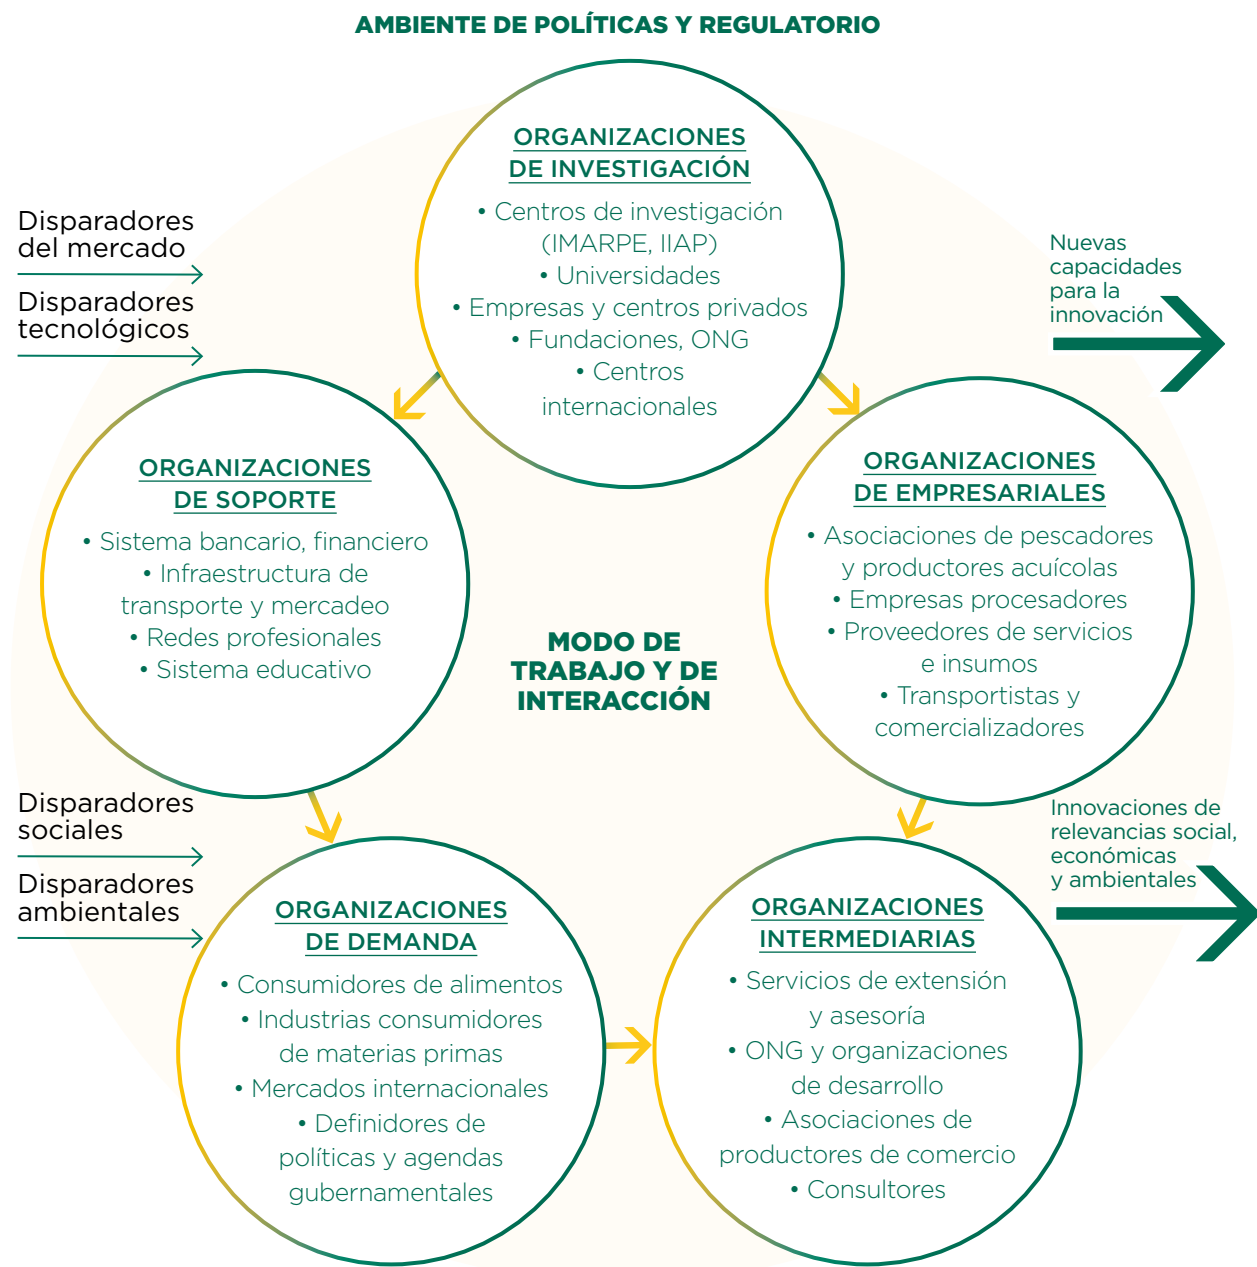 AMBIENTE DE POLÍTICAS Y REGULATORIO
ORGANIZACIONES
DE INVESTIGACIÓN
• Centros de investigación
(IMARPE, IIAP)
• Universidades
• Empresas y centros privados
• Fundaciones, ONG
• Centros
internacionales
Disparadores
del mercado
Disparadores
tecnológicos
Nuevas
capacidades
para la
innovación
ORGANIZACIONES
DE SOPORTE
• Sistema bancario, financiero
• Infraestructura de
transporte y mercadeo
• Redes profesionales
• Sistema educativo
MODO DE
TRABAJO Y DE
INTERACCIÓN
ORGANIZACIONES
DE EMPRESARIALES
• Asociaciones de pescadores
y productores acuícolas
• Empresas procesadores
• Proveedores de servicios
e insumos
• Transportistas y
comercializadores
Disparadores
sociales
Disparadores
ambientales
Innovaciones de
relevancias social,
económicas
y ambientales
ORGANIZACIONES
DE DEMANDA
• Consumidores de alimentos
• Industrias consumidores
de materias primas
• Mercados internacionales
• Definidores de
políticas y agendas
gubernamentales
ORGANIZACIONES
INTERMEDIARIAS
• Servicios de extensión
y asesoría
• ONG y organizaciones
de desarrollo
• Asociaciones de
productores de comercio
• Consultores